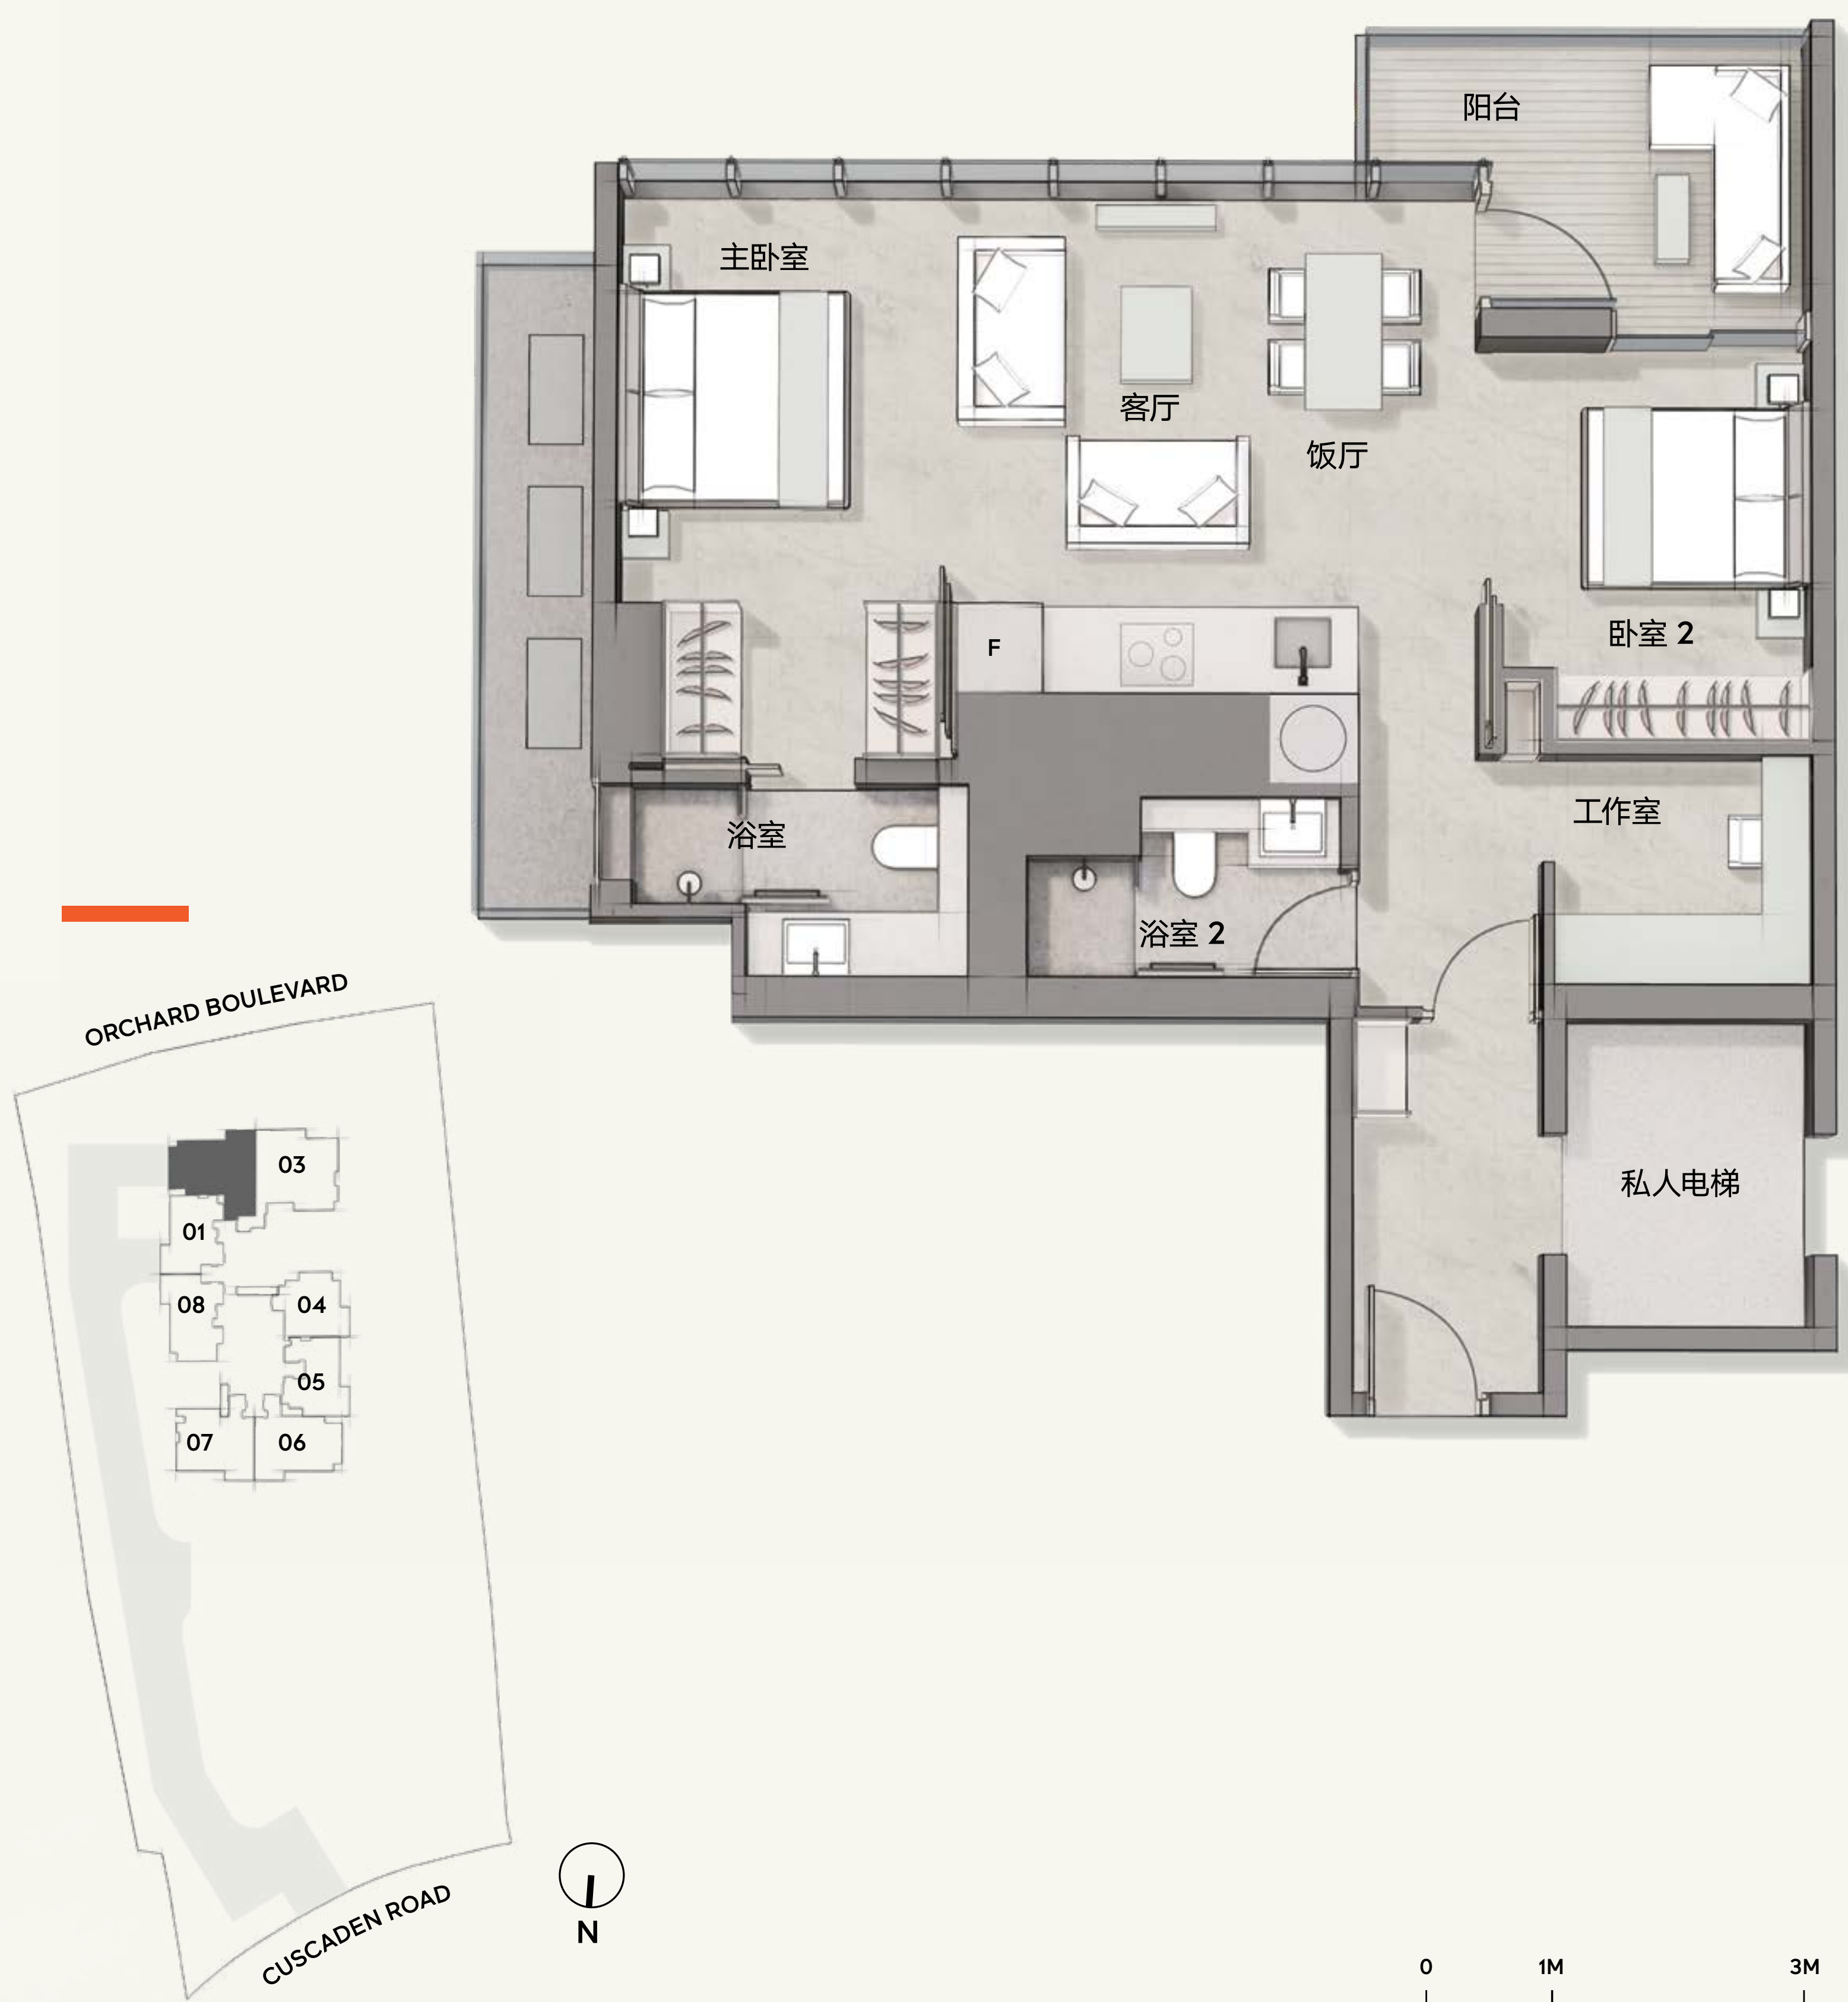 阳台
主卧室
客厅
饭厅
F
卧室 2
工作室
浴室
浴室 2
私人电梯
ORCHARD BOULEVARD
03
01
08
04
05
07
06
CUSCADEN ROAD
N
0 1M 3M